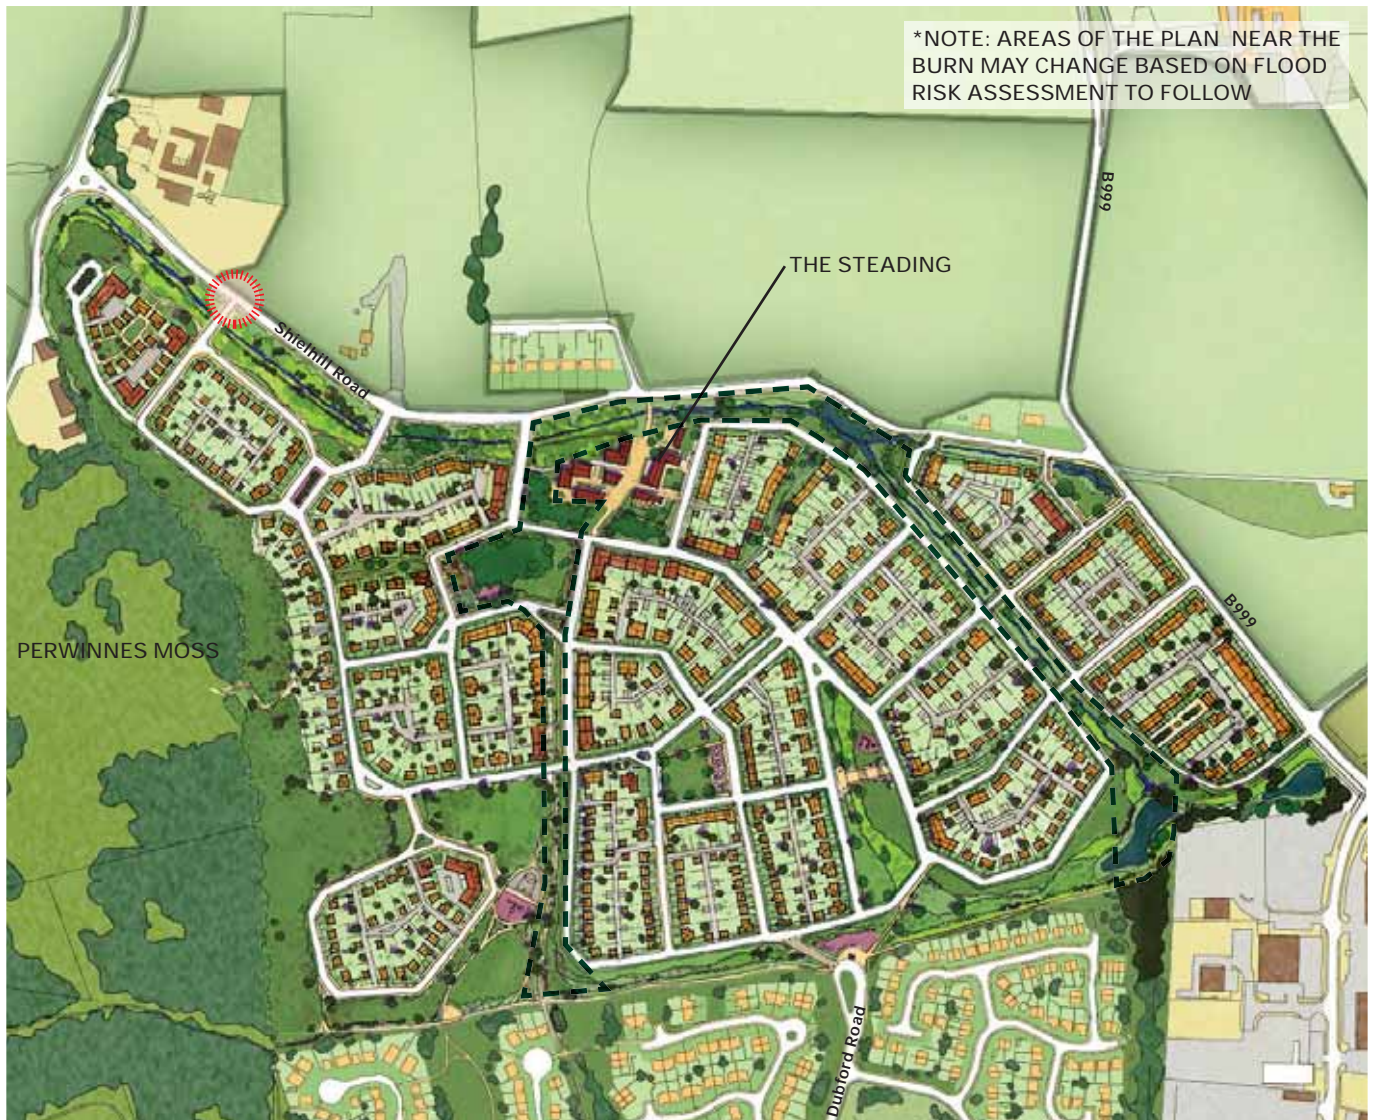 *NOTE: AREAS OF THE PLAN NEAR THE
BURN MAY CHANGE BASED ON FLOOD
RISK ASSESSMENT TO FOLLOW
B999
THE STEADING
Shielhill Road
B999
PERWINNES MOSS
Dubford Road